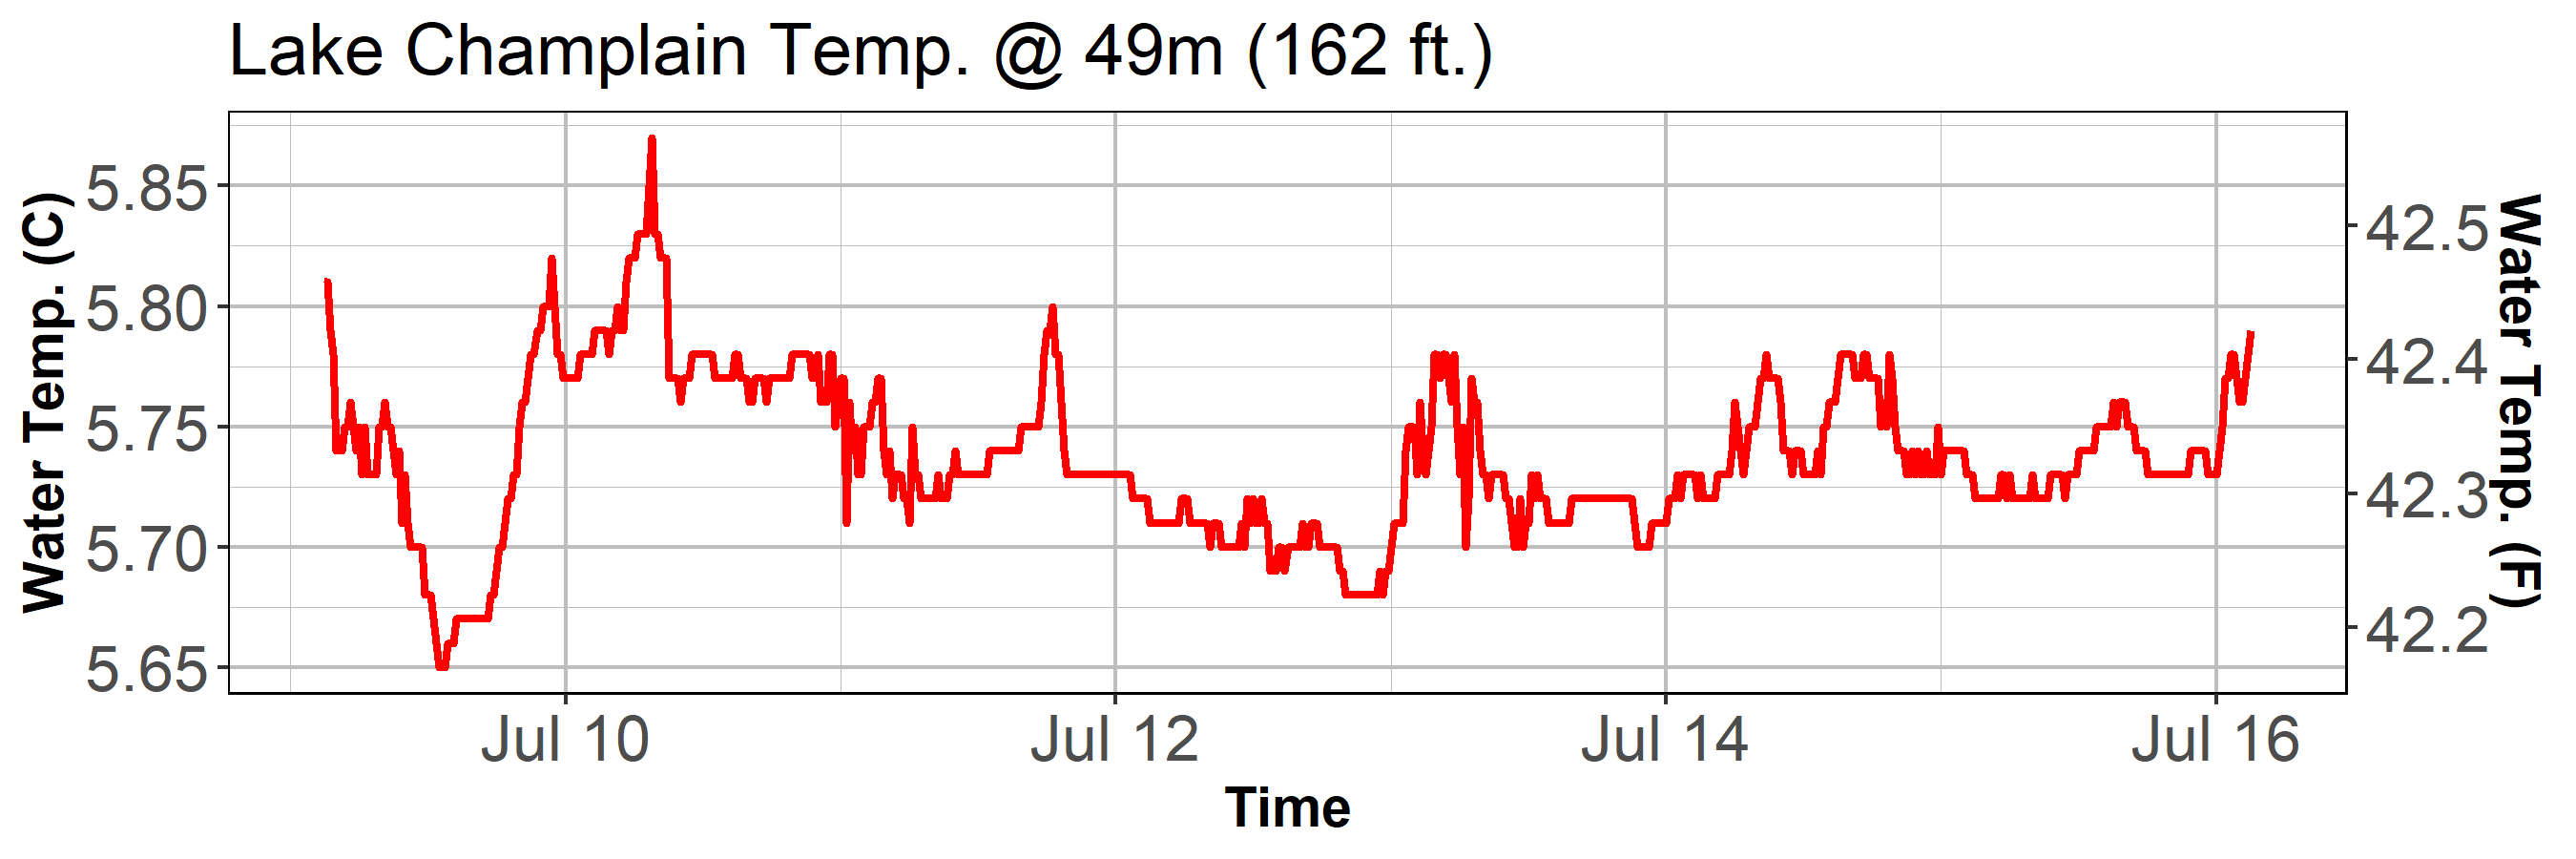 Lake Champlain Temp. @ 49m (162 ft.)
Water Temp. (C)
5.85
5.80
5.75
5.70
5.65
42.5
42.4
42.3
42.2
Water Temp. (F)
Jul 10
Jul 12
Jul 14
Jul 16
Time